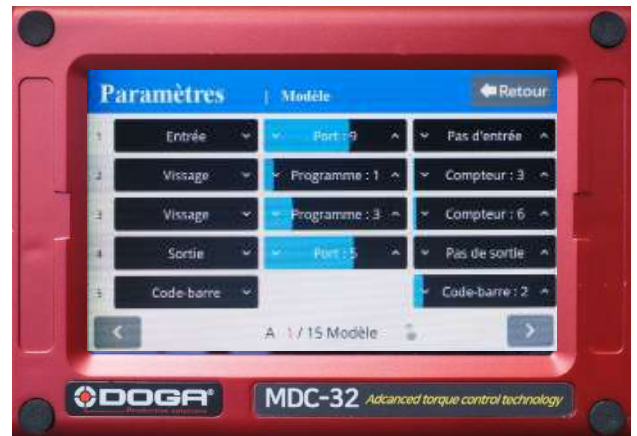 Paramètres | Modèle Retour
1 Entrée Port : 9 Pas d'entrée
2 Vissage Programme : 1 Compteur : 3
3 Vissage Programme : 3 Compteur : 6
4 Sortie Port : 5 Pas de sortie
5 Code-barre Code-barre : 2
A 1 / 15 Modèle
DOGA® MDC-32 Adcanced torque control technology
Productive solutions